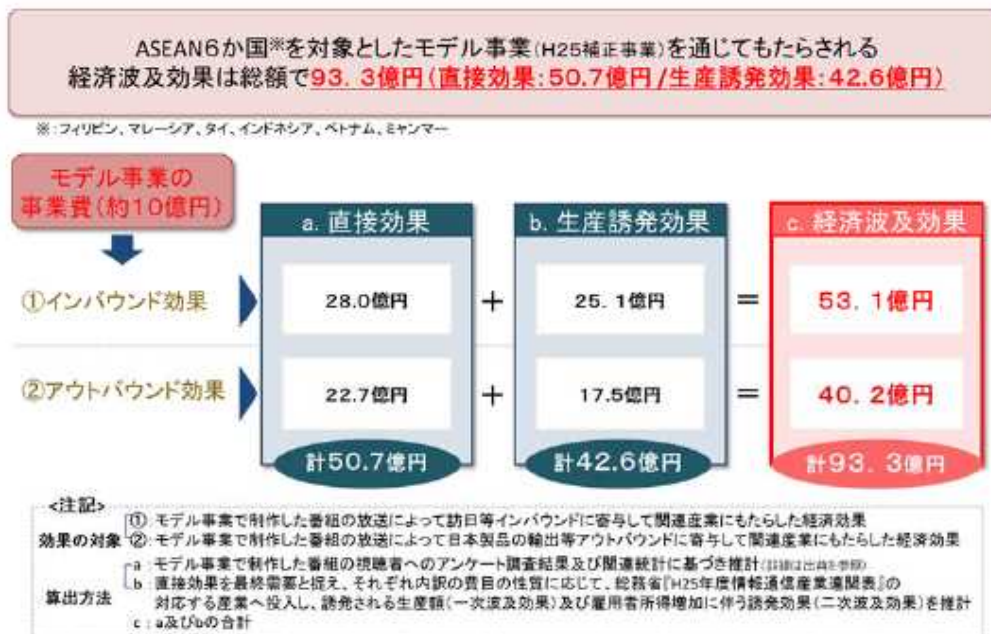 ASEAN6か国※を対象としたモデル事業(H25補正事業)を通じてもたらされる
経済波及効果は総額で93.3億円(直接効果:50.7億円/生産誘発効果:42.6億円)
※:フィリピン、マレーシア、タイ、インドネシア、ベトナム、ミャンマー
モデル事業の
事業費(約10億円)
a. 直接効果
b. 生産誘発効果
c. 経済波及効果
①インバウンド効果
28.0億円
+
25.1億円
=
53.1億円
②アウトバウンド効果
22.7億円
+
17.5億円
=
40.2億円
計50.7億円
計42.6億円
計93.3億円
<注記>
効果の対象
①:モデル事業で制作した番組の放送によって訪日等インバウンドに寄与して関連産業にもたらした経済効果
②:モデル事業で制作した番組の放送によって日本製品の輸出等アウトバウンドに寄与して関連産業にもたらした経済効果
算出方法
a:モデル事業で制作した番組の視聴者へのアンケート調査結果及び関連統計に基づき推計(詳細は出典を参照)
b:直接効果を最終需要と捉え、それぞれ内訳の費目の性質に応じて、総務省『H25年度情報通信産業連関表』の
対応する産業へ投入し、誘発される生産額(一次波及効果)及び雇用者所得増加に伴う誘発効果(二次波及効果)を推計
c:a及びbの合計